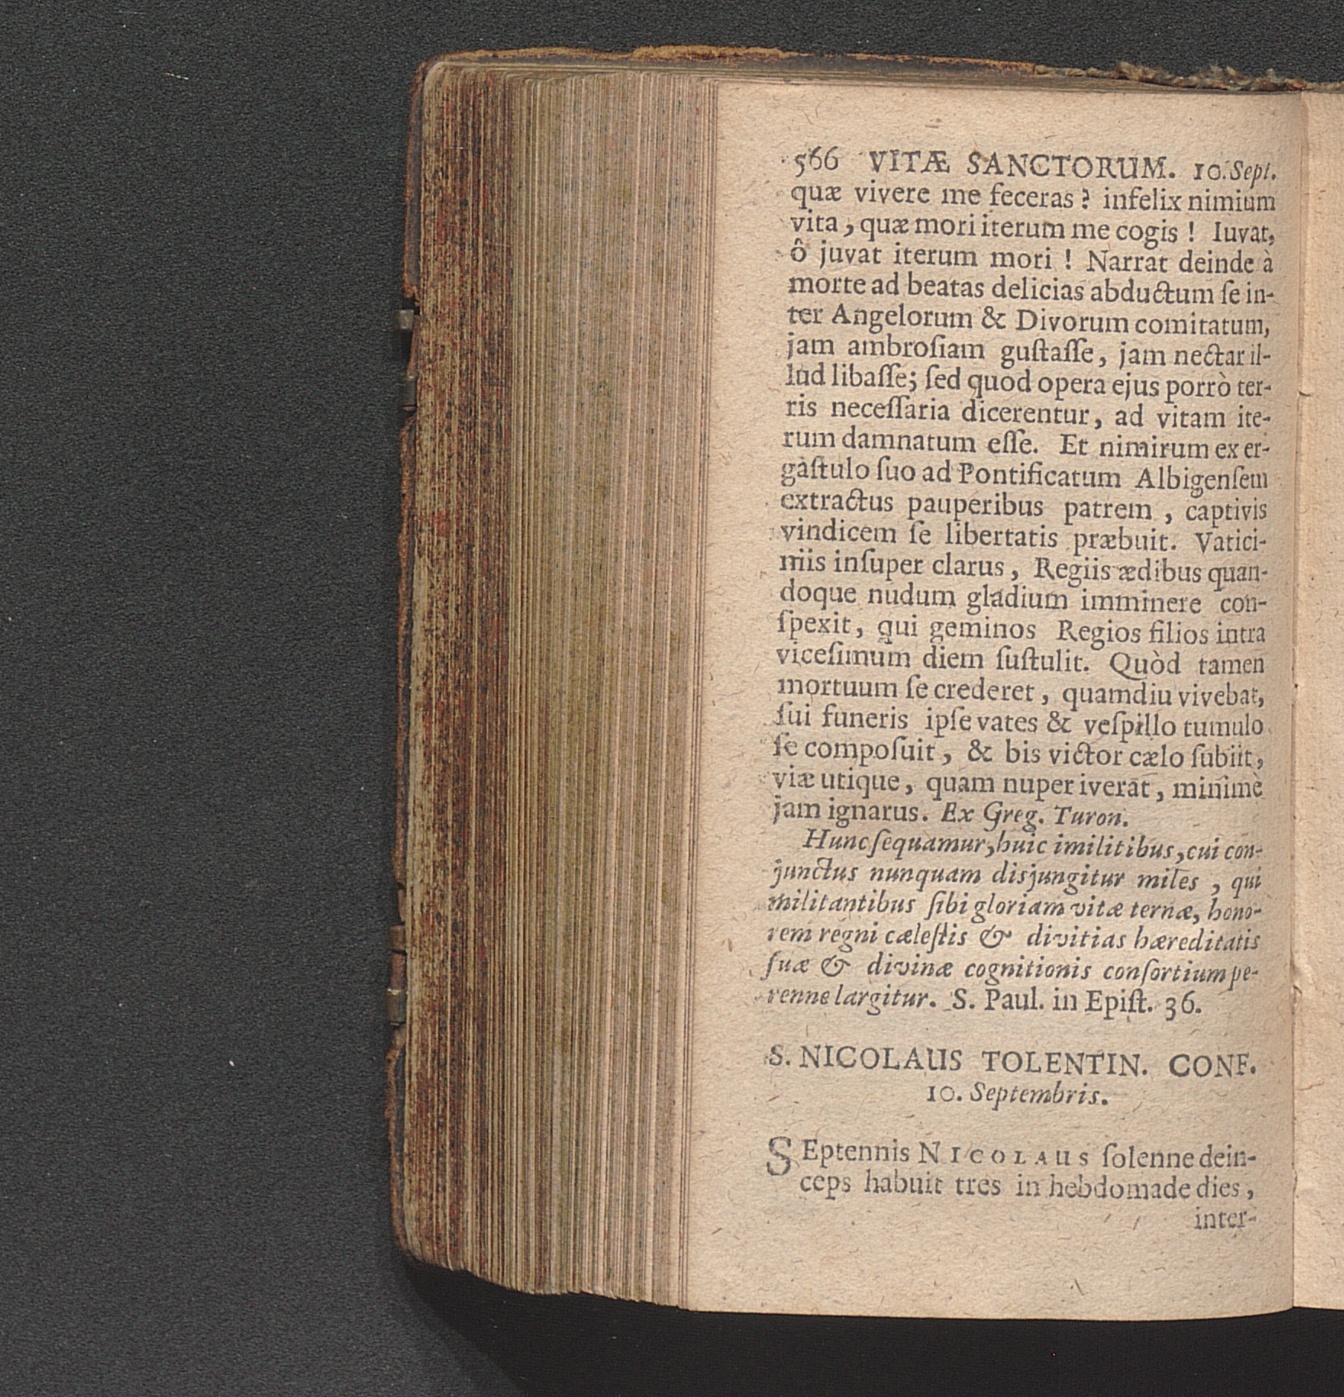 566 VITÆ SANCTORUM. 10. Sept.
quæ vivere me feceras? infelix nimium
vita, quæ mori iterum me cogis! Iuvat,
ô juvat iterum mori! Narrat deinde à
morte ad beatas delicias abductum ſe in-
ter Angelorum & Divorum comitatum,
jam ambroſiam guſtaſſe, jam nectar il-
lud libaſſe; ſed quod opera ejus porrò ter-
ris neceſſaria dicerentur, ad vitam ite-
rum damnatum eſſe. Et nimirum ex er-
gaſtulo ſuo ad Pontificatum Albigenſem
extractus pauperibus patrem, captivis
vindicem ſe libertatis præbuit. Vatici-
niis inſuper clarus, Regiis ædibus quan-
doque nudum gladium imminere con-
ſpexit, qui geminos Regios filios intra
viceſimum diem ſuſtulit. Quòd tamen
mortuum ſe crederet, quamdiu vivebat,
ſui funeris ipſe vates & veſpillo tumulo
ſe compoſuit, & bis victor cælo ſubiit,
viæ utique, quam nuper iverat, minimè
jam ignarus. Ex Greg. Turon.
Hunc ſequamur, huic imilitibus, cui con-
junctus nunquam disjungitur miles, qui
militantibus ſibi gloriam vitæ ternæ, hono-
rem regni cæleſtis & divitias hæreditatis
ſuæ & divinæ cognitionis conſortium pe-
renne largitur. S. Paul. in Epiſt. 36.
S. NICOLAUS TOLENTIN. CONF.
10. Septembris.
SEptennis NICOLAUS ſolenne dein-
ceps habuit tres in hebdomade dies,
inter-